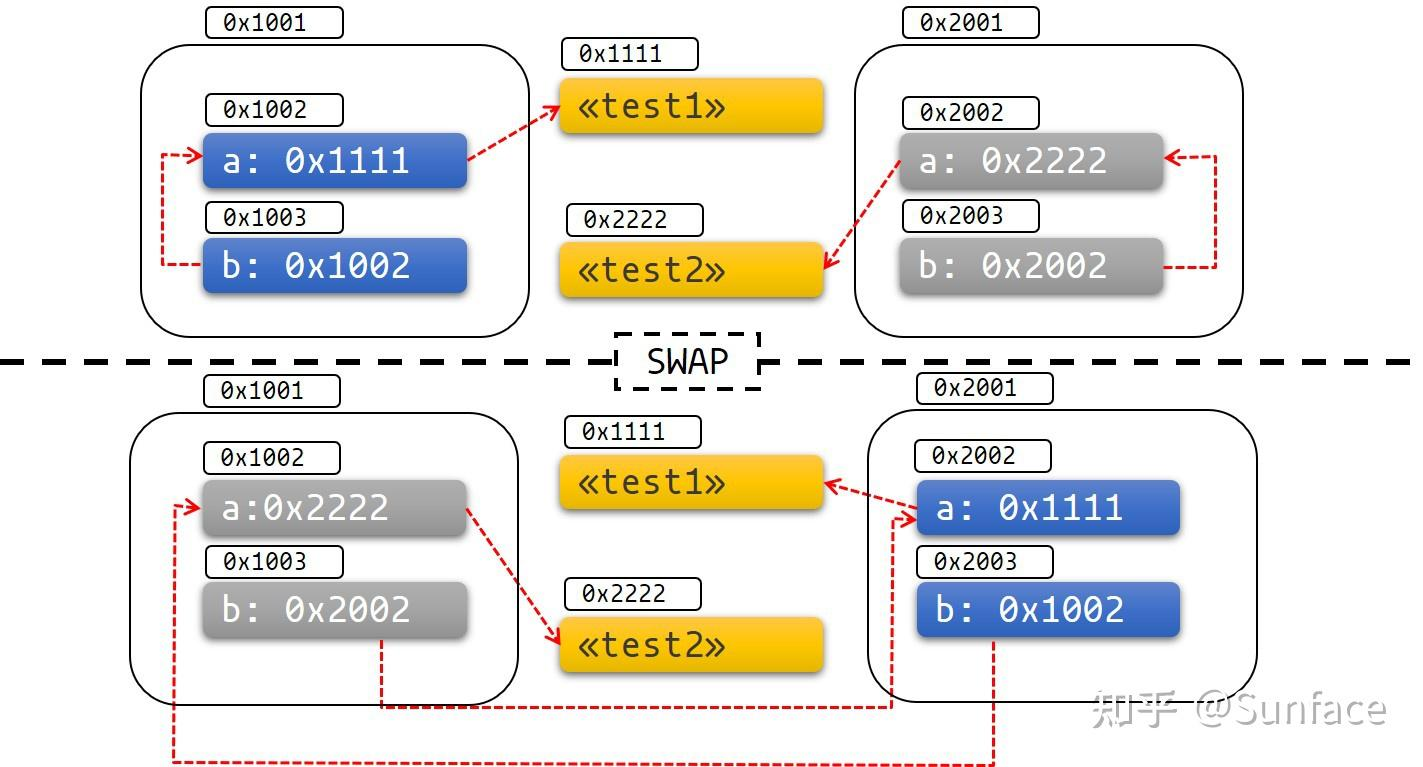 0x1001
0x1111
0x2001
0x1002
«test1»
0x2002
a: 0x1111
a: 0x2222
0x1003
0x2222
0x2003
b: 0x1002
«test2»
b: 0x2002
SWAP
0x1001
0x1111
0x2001
0x1002
«test1»
0x2002
a:0x2222
a: 0x1111
0x1003
0x2222
0x2003
b: 0x2002
«test2»
b: 0x1002
知乎 @Sunface